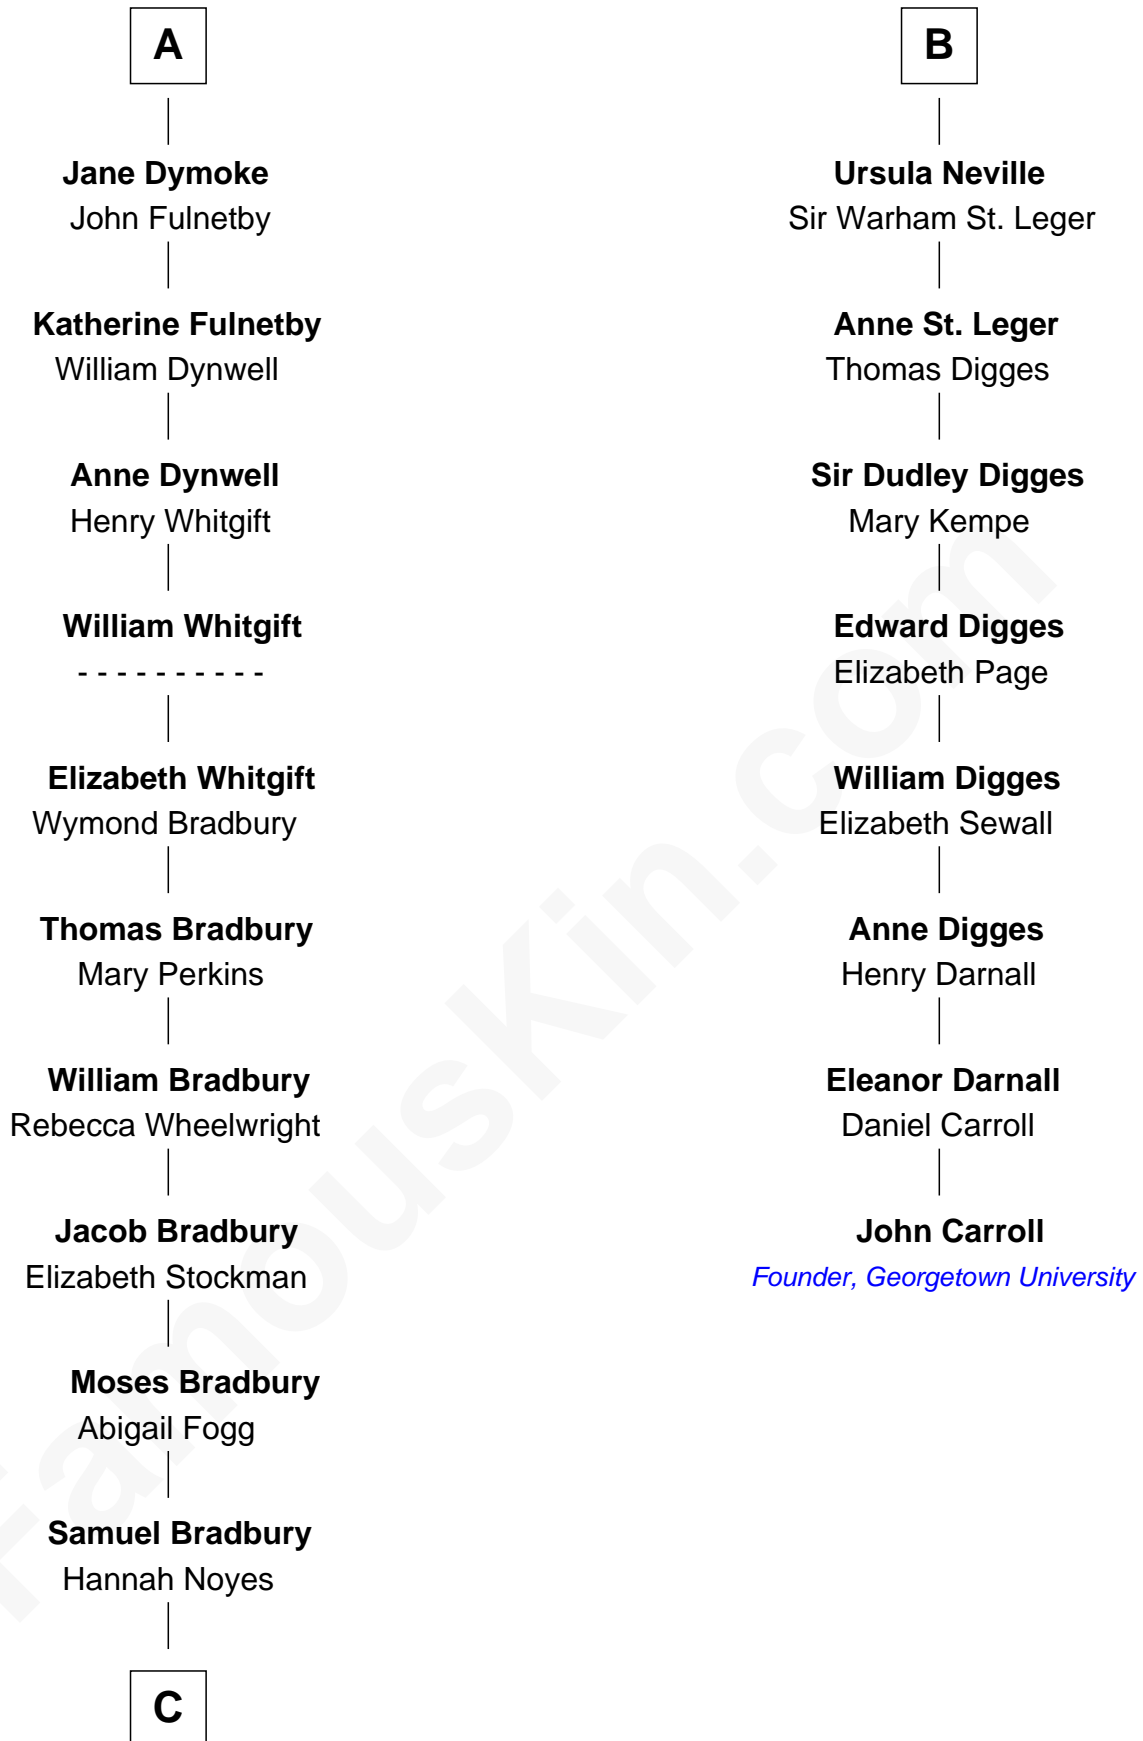 A
Jane Dymoke
John Fulnetby
Katherine Fulnetby
William Dynwell
Anne Dynwell
Henry Whitgift
William Whitgift
- - - - - - - - - -
Elizabeth Whitgift
Wymond Bradbury
Thomas Bradbury
Mary Perkins
William Bradbury
Rebecca Wheelwright
Jacob Bradbury
Elizabeth Stockman
Moses Bradbury
Abigail Fogg
Samuel Bradbury
Hannah Noyes
C
B
Ursula Neville
Sir Warham St. Leger
Anne St. Leger
Thomas Digges
Sir Dudley Digges
Mary Kempe
Edward Digges
Elizabeth Page
William Digges
Elizabeth Sewall
Anne Digges
Henry Darnall
Eleanor Darnall
Daniel Carroll
John Carroll
Founder, Georgetown University
FamousKin.com